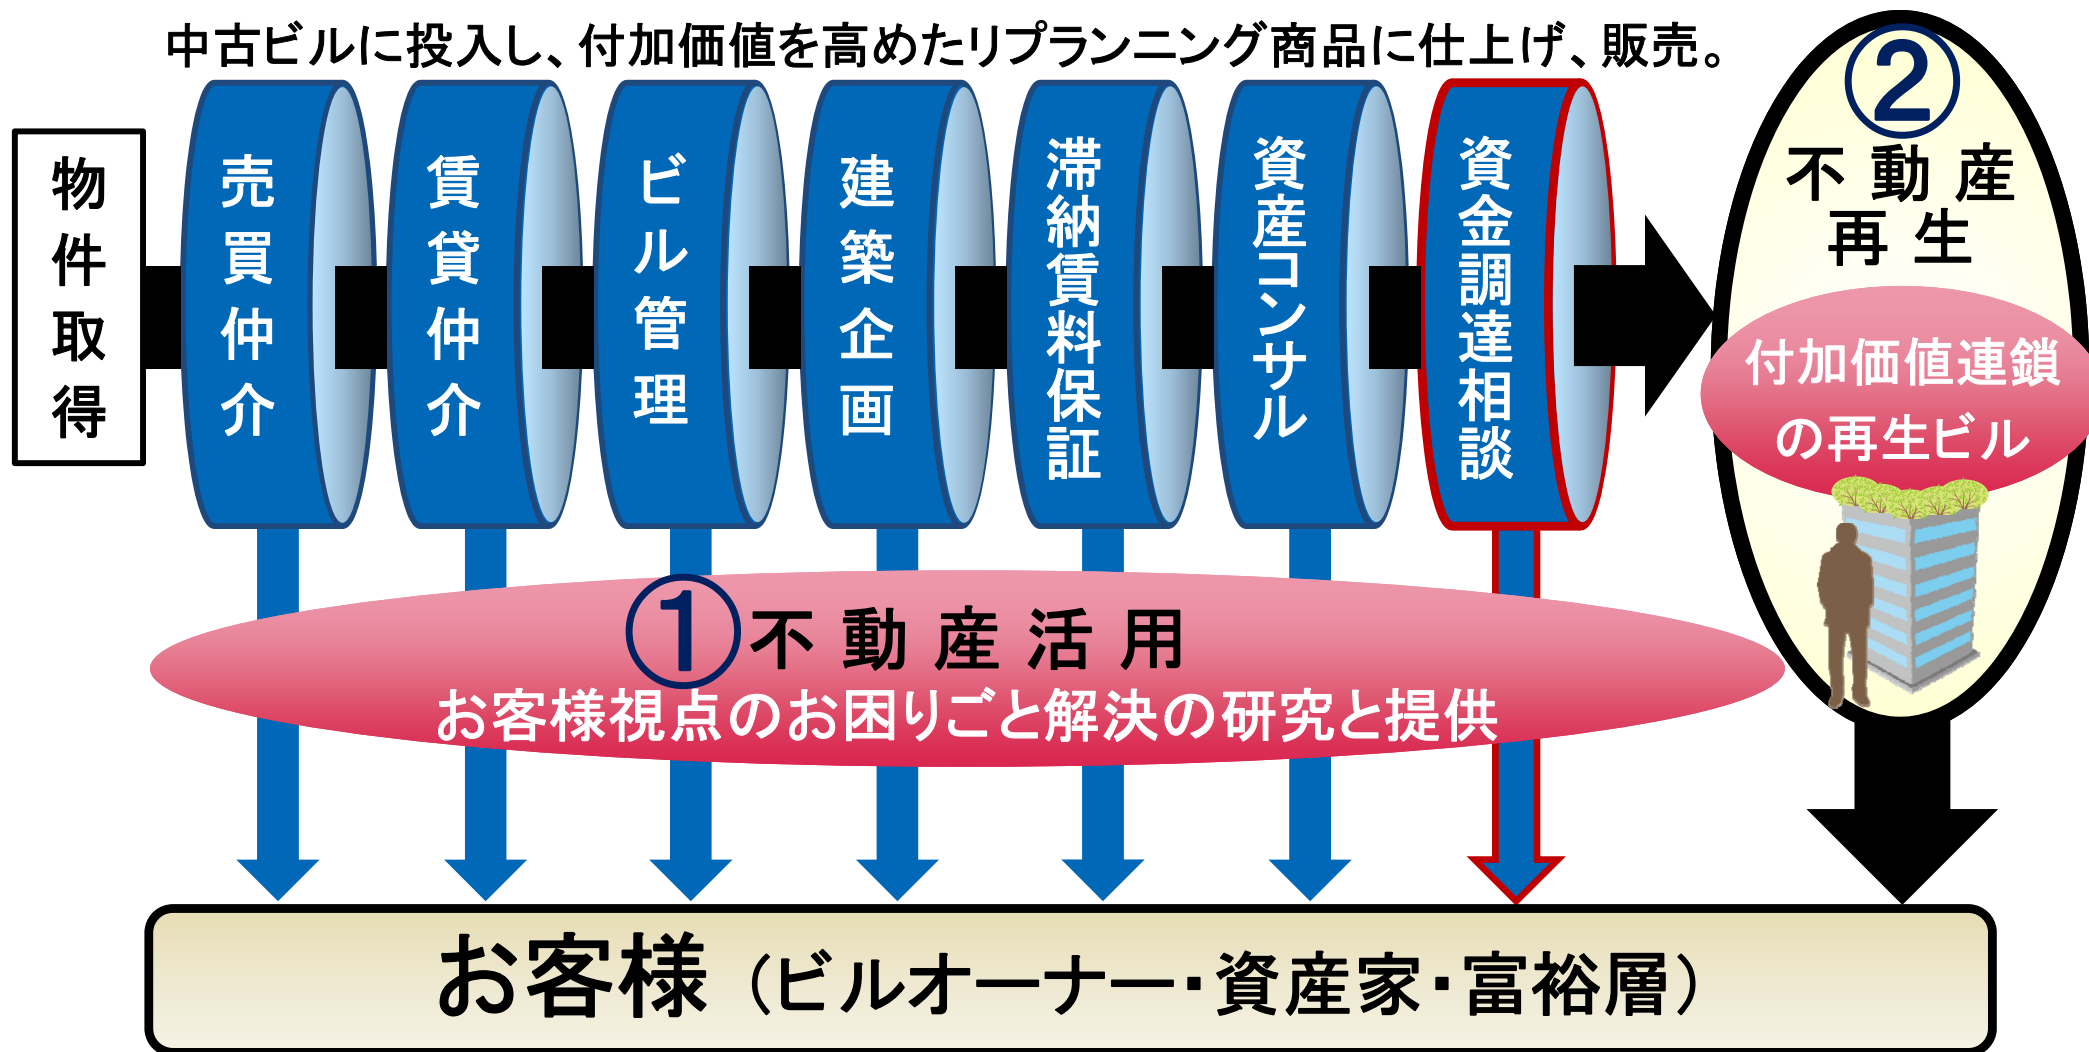 中古ビルに投入し、付加価値を高めたリプランニング商品に仕上げ、販売。
物件取得
売買仲介
賃貸仲介
ビル管理
建築企画
滞納賃料保証
資産コンサル
資金調達相談
②
不動産
再生
付加価値連鎖
の再生ビル
①不動産活用
お客様視点のお困りごと解決の研究と提供
お客様（ビルオーナー・資産家・富裕層）